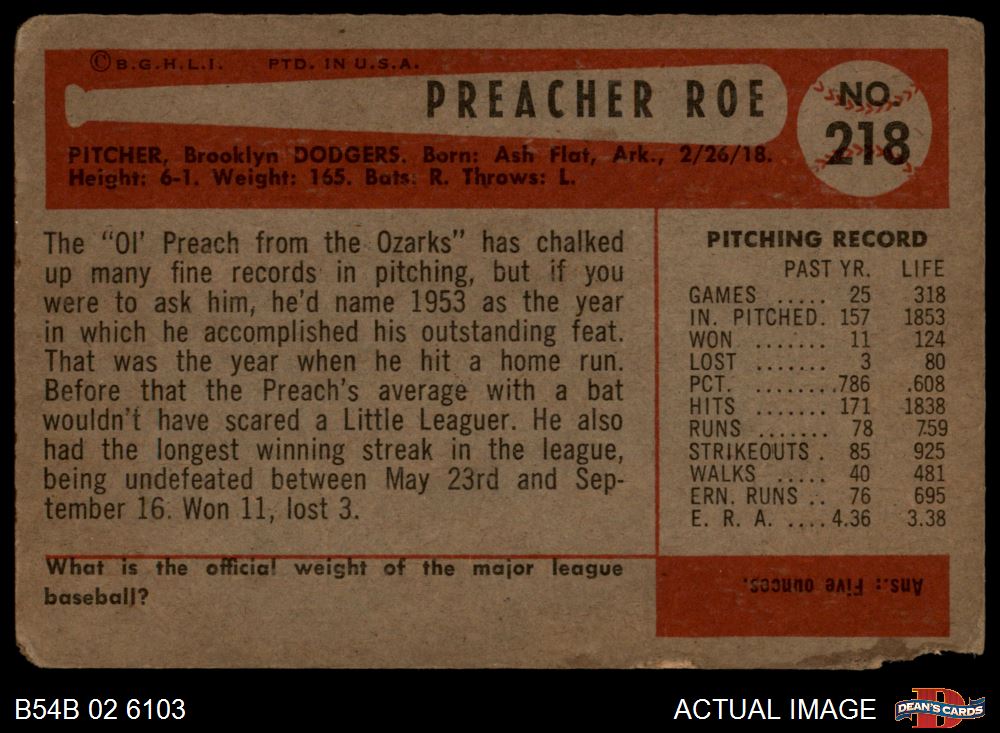 © B.G.H.L.I. PTD. IN U.S.A.
PREACHER ROE
NO.
218
PITCHER, Brooklyn DODGERS. Born: Ash Flat, Ark., 2/26/18.
Height: 6-1. Weight: 165. Bats: R. Throws: L.
The "Ol' Preach from the Ozarks" has chalked
up many fine records in pitching, but if you
were to ask him, he'd name 1953 as the year
in which he accomplished his outstanding feat.
That was the year when he hit a home run.
Before that the Preach's average with a bat
wouldn't have scared a Little Leaguer. He also
had the longest winning streak in the league,
being undefeated between May 23rd and Sep-
tember 16. Won 11, lost 3.
PITCHING RECORD
PAST YR. LIFE
GAMES ..... 25 318
IN. PITCHED. 157 1853
WON ....... 11 124
LOST ....... 3 80
PCT. ........786 .608
HITS ....... 171 1838
RUNS ....... 78 759
STRIKEOUTS . 85 925
WALKS ..... 40 481
ERN. RUNS .. 76 695
E. R. A. ....4.36 3.38
What is the official weight of the major league
baseball?
Ans.: Five ounces.
B54B 02 6103
ACTUAL IMAGE
D
DEAN'S CARDS